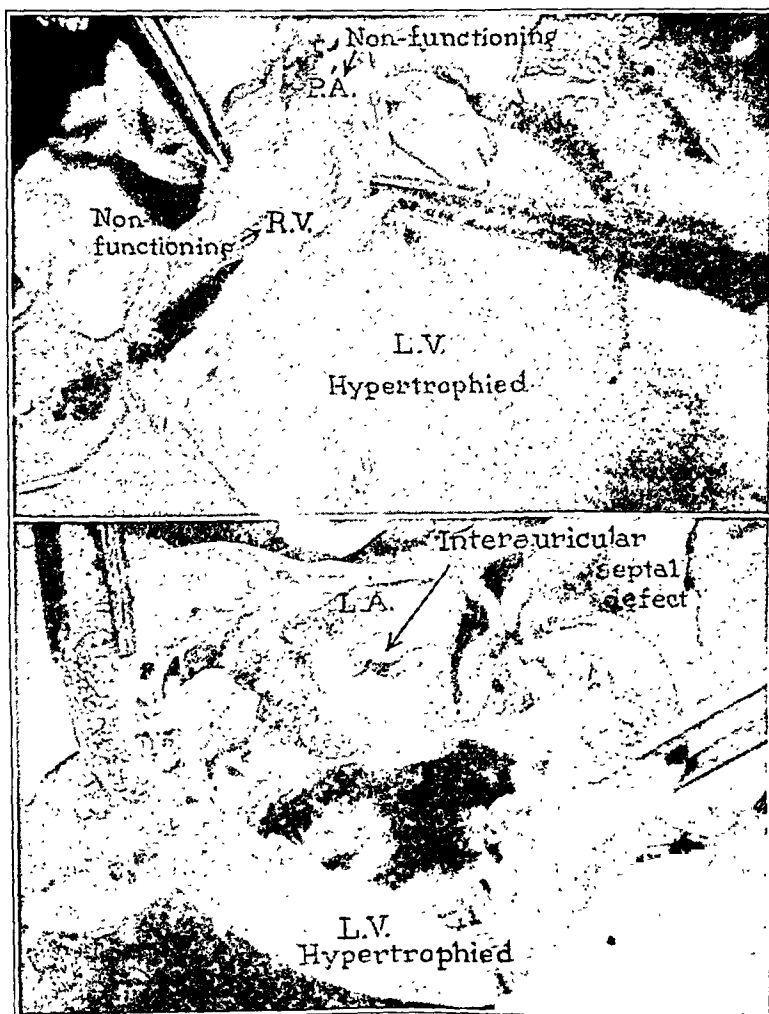 Non-functioning
P.A.
Non-
functioning
R.V.
L.V.
Hypertrophied
Interauricular
septal
defect
L.A.
L.V.
Hypertrophied